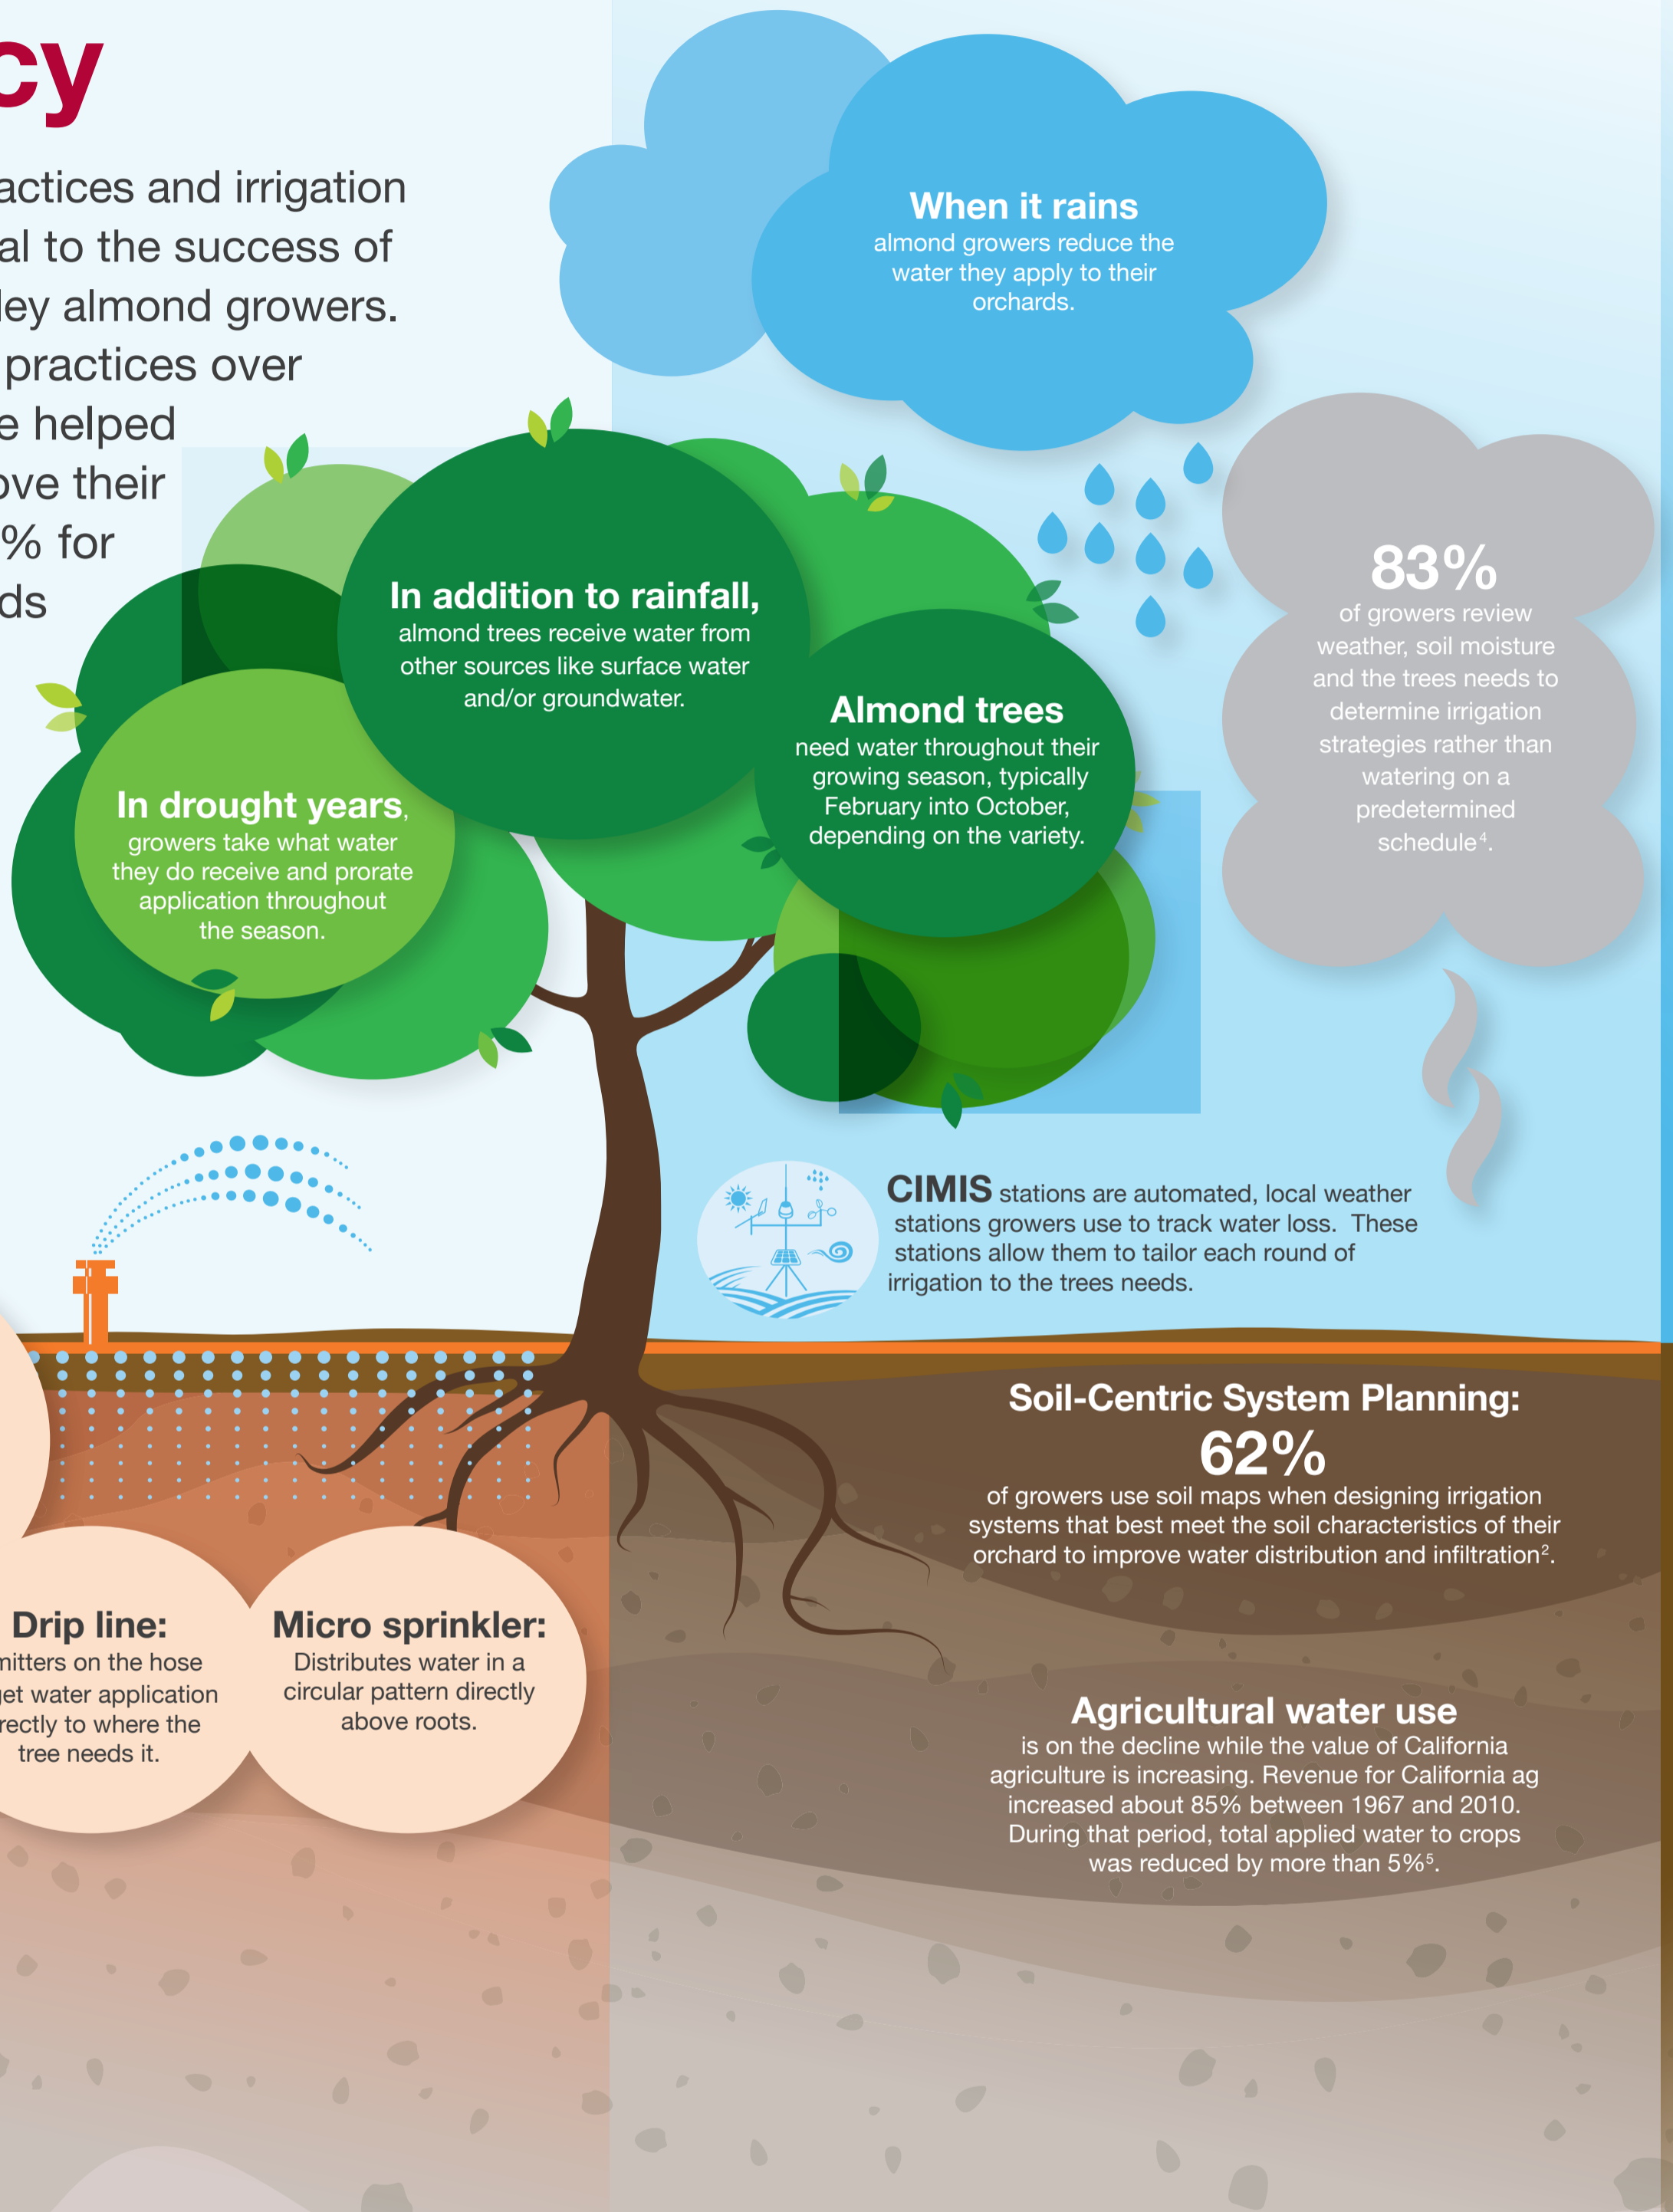 cy
actices and irrigation
al to the success of
ley almond growers.
practices over
e helped
ove their
% for
ds
When it rains
almond growers reduce the
water they apply to their
orchards.
83%
of growers review
weather, soil moisture
and the trees needs to
determine irrigation
strategies rather than
watering on a
predetermined
schedule⁴.
In addition to rainfall,
almond trees receive water from
other sources like surface water
and/or groundwater.
Almond trees
need water throughout their
growing season, typically
February into October,
depending on the variety.
In drought years,
growers take what water
they do receive and prorate
application throughout
the season.
CIMIS stations are automated, local weather
stations growers use to track water loss. These
stations allow them to tailor each round of
irrigation to the trees needs.
Soil-Centric System Planning:
62%
of growers use soil maps when designing irrigation
systems that best meet the soil characteristics of their
orchard to improve water distribution and infiltration².
Drip line:
mitters on the hose
get water application
rectly to where the
tree needs it.
Micro sprinkler:
Distributes water in a
circular pattern directly
above roots.
Agricultural water use
is on the decline while the value of California
agriculture is increasing. Revenue for California ag
increased about 85% between 1967 and 2010.
During that period, total applied water to crops
was reduced by more than 5%⁵.